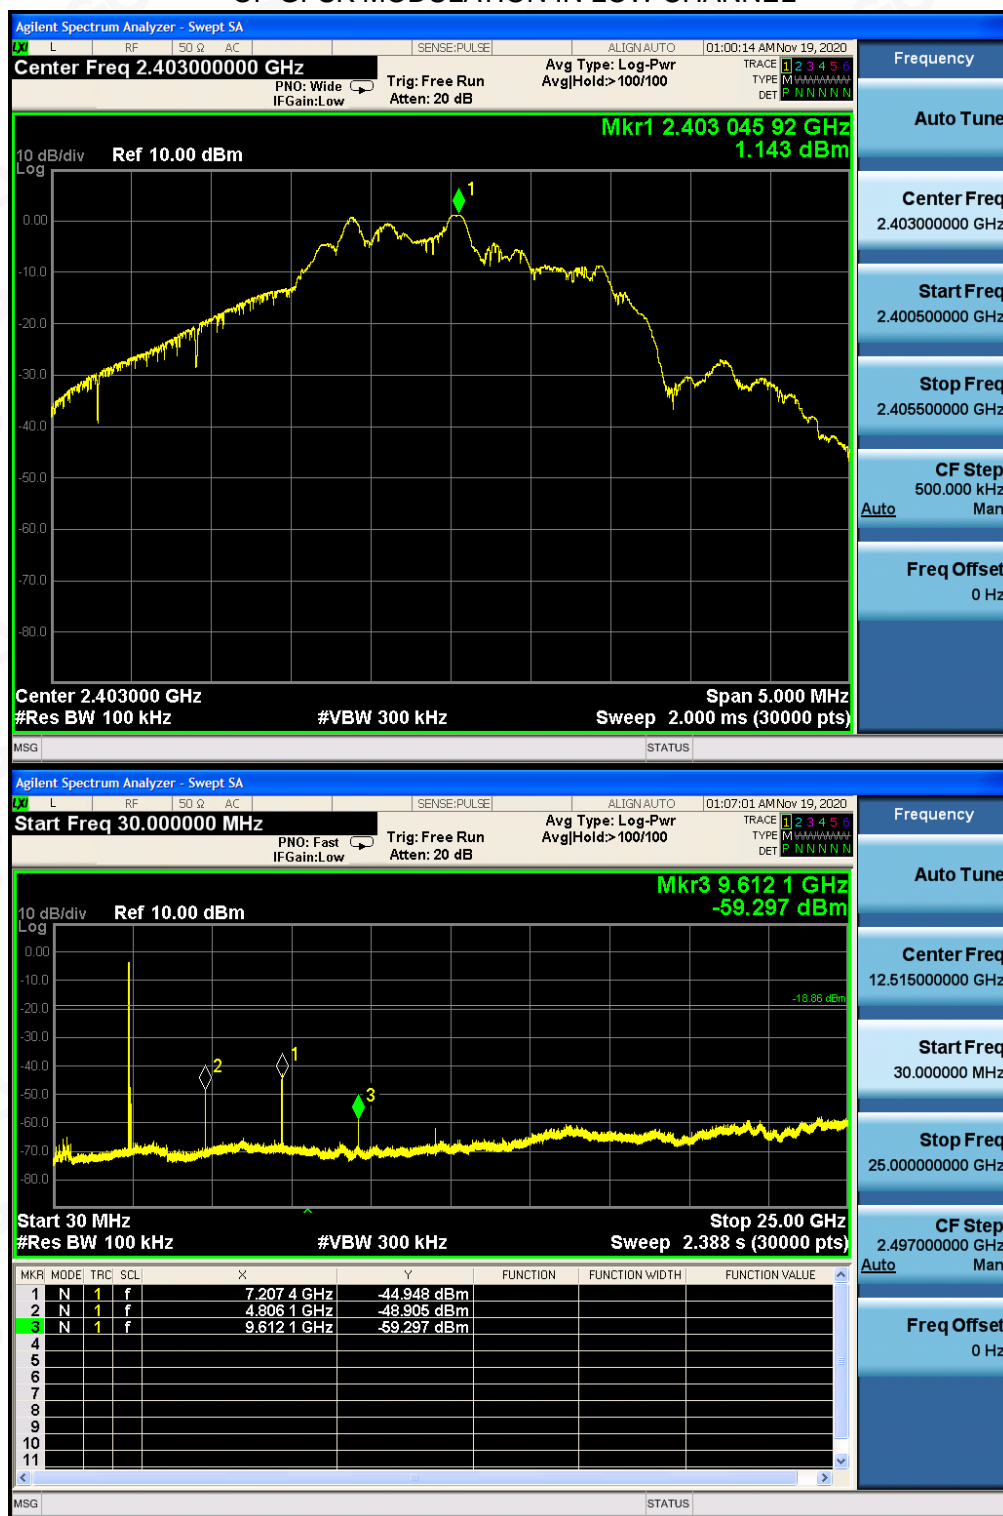 OF GFSK MODULATION IN LOW CHANNEL
Agilent Spectrum Analyzer - Swept SA
LXI L RF 50 Ω AC SENSE:PULSE ALIGN AUTO 01:00:14 AM Nov 19, 2020
Center Freq 2.403000000 GHz
PNO: Wide
IFGain:Low
Trig: Free Run
Atten: 20 dB
Avg Type: Log-Pwr
Avg|Hold:>100/100
TRACE 1 2 3 4 5 6
TYPE M WWWWW
DET P N N N N N
Mkr1 2.403 045 92 GHz
1.143 dBm
10 dB/div Ref 10.00 dBm
Log
1
0.00
-10.0
-20.0
-30.0
-40.0
-50.0
-60.0
-70.0
-80.0
Center 2.403000 GHz Span 5.000 MHz
#Res BW 100 kHz #VBW 300 kHz Sweep 2.000 ms (30000 pts)
MSG STATUS
Frequency
Auto Tune
Center Freq
2.403000000 GHz
Start Freq
2.400500000 GHz
Stop Freq
2.405500000 GHz
CF Step
500.000 kHz
Auto Man
Freq Offset
0 Hz
Agilent Spectrum Analyzer - Swept SA
LXI L RF 50 Ω AC SENSE:PULSE ALIGN AUTO 01:07:01 AM Nov 19, 2020
Start Freq 30.000000 MHz
PNO: Fast
IFGain:Low
Trig: Free Run
Atten: 20 dB
Avg Type: Log-Pwr
Avg|Hold:>100/100
TRACE 1 2 3 4 5 6
TYPE M WWWWW
DET P N N N N N
Mkr3 9.612 1 GHz
-59.297 dBm
10 dB/div Ref 10.00 dBm
Log
0.00
-10.0
-20.0
-30.0
-40.0
-50.0
-60.0
-70.0
-80.0
-18.86 dBm
2
1
3
Start 30 MHz Stop 25.00 GHz
#Res BW 100 kHz #VBW 300 kHz Sweep 2.388 s (30000 pts)
MKR MODE TRC SCL X Y FUNCTION FUNCTION WIDTH FUNCTION VALUE
1 N 1 f 7.207 4 GHz -44.948 dBm
2 N 1 f 4.806 1 GHz -48.905 dBm
3 N 1 f 9.612 1 GHz -59.297 dBm
4
5
6
7
8
9
10
11
MSG STATUS
Frequency
Auto Tune
Center Freq
12.515000000 GHz
Start Freq
30.000000 MHz
Stop Freq
25.000000000 GHz
CF Step
2.497000000 GHz
Auto Man
Freq Offset
0 Hz